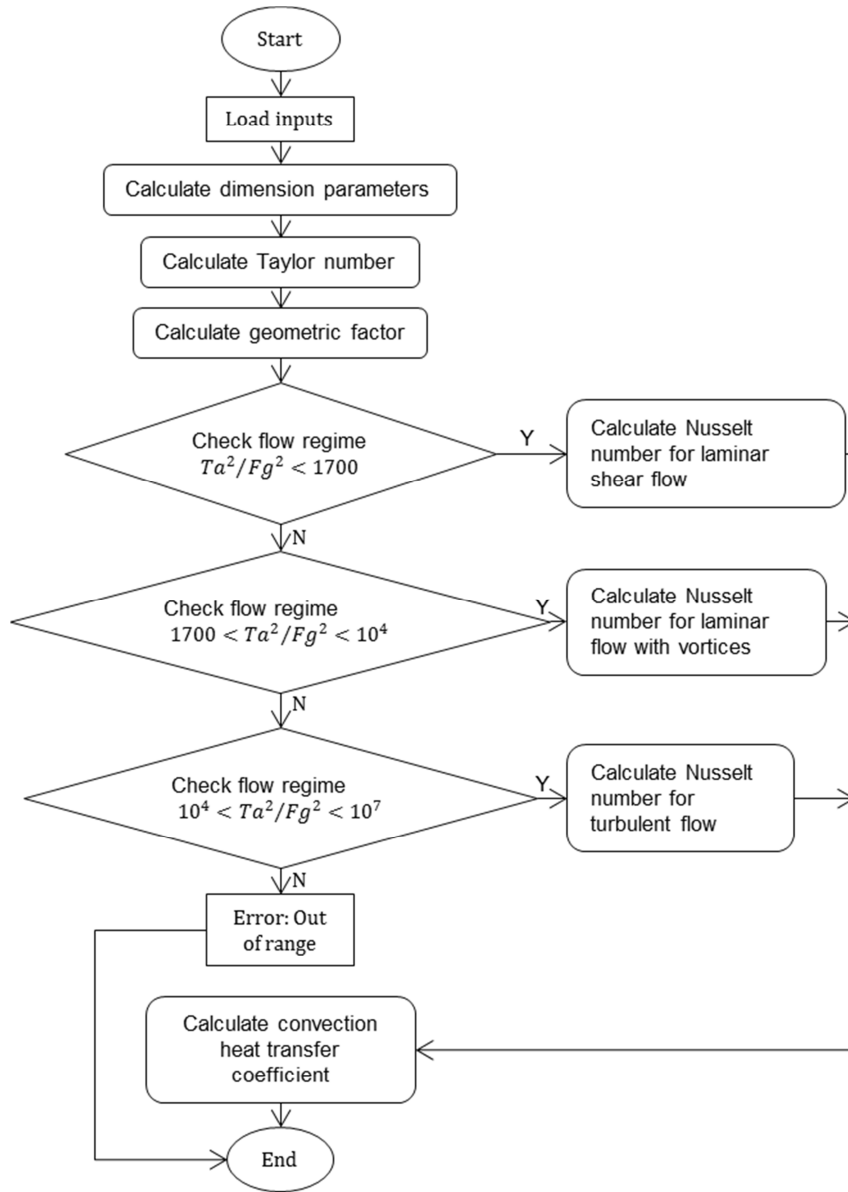 Start
Load inputs
Calculate dimension parameters
Calculate Taylor number
Calculate geometric factor
Check flow regime
Ta²/Fg² < 1700
Y
Calculate Nusselt
number for laminar
shear flow
N
Check flow regime
1700 < Ta²/Fg² < 10⁴
Y
Calculate Nusselt
number for laminar
flow with vortices
N
Check flow regime
10⁴ < Ta²/Fg² < 10⁷
Y
Calculate Nusselt
number for
turbulent flow
N
Error: Out
of range
Calculate convection
heat transfer
coefficient
End